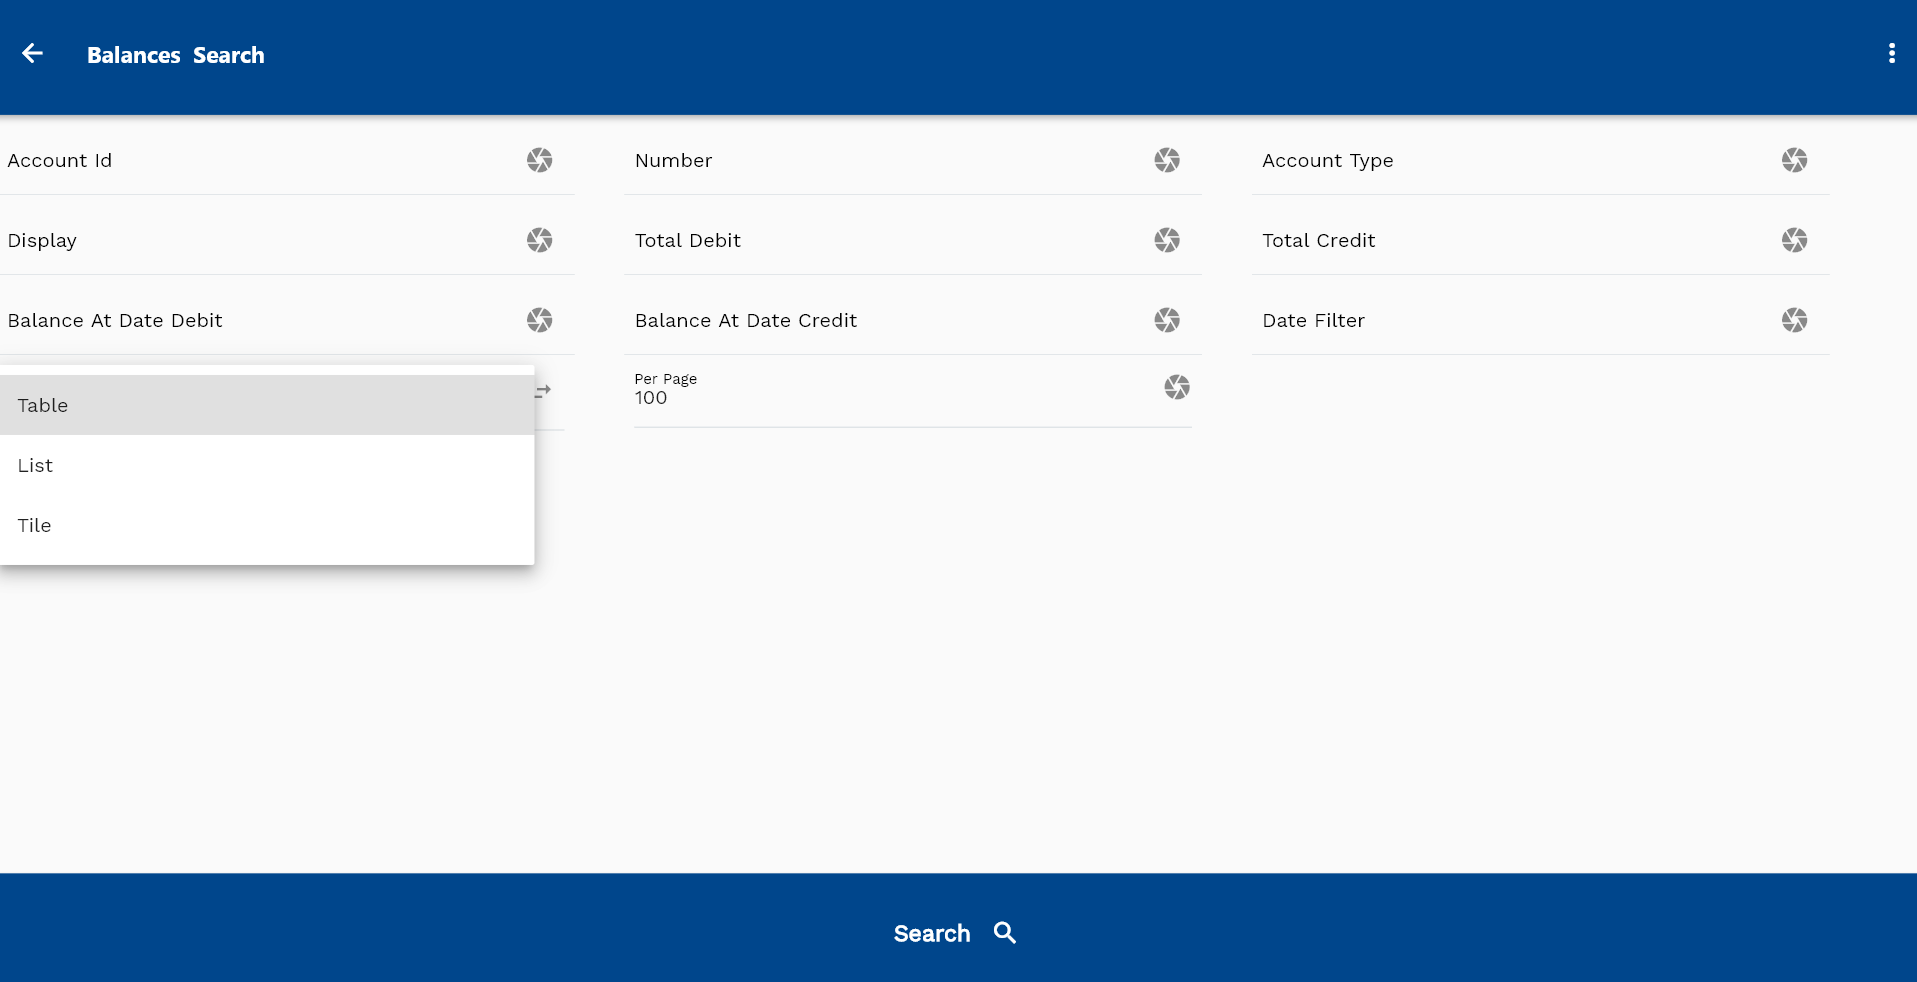 Balances Search
Account Id
Number
Account Type
Display
Total Debit
Total Credit
Balance At Date Debit
Balance At Date Credit
Date Filter
Table
List
Tile
Per Page
100
Search